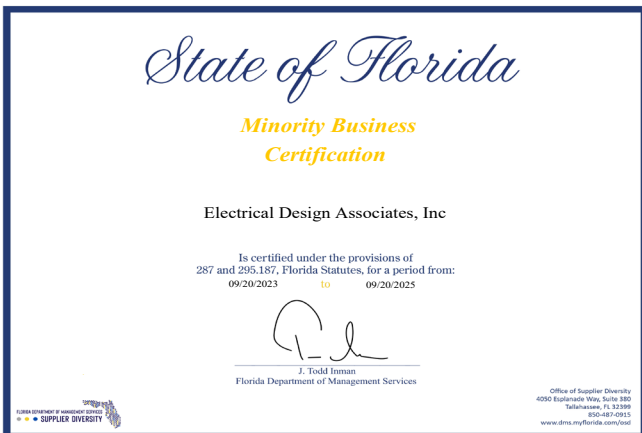 State of Florida
Minority Business
Certification
Electrical Design Associates, Inc
Is certified under the provisions of
287 and 295.187, Florida Statutes, for a period from:
09/20/2023 to 09/20/2025
J. Todd Inman
Florida Department of Management Services
FLORIDA DEPARTMENT OF MANAGEMENT SERVICES
SUPPLIER DIVERSITY
Office of Supplier Diversity
4050 Esplanade Way, Suite 380
Tallahassee, FL 32399
850-487-0915
www.dms.myflorida.com/osd